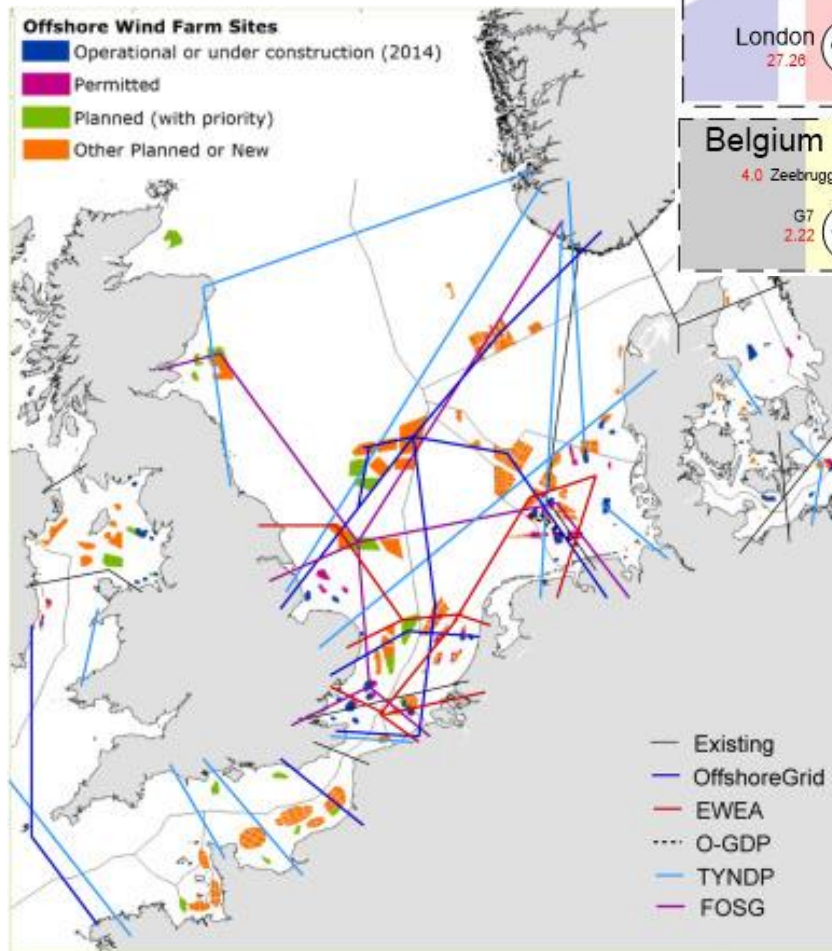 Offshore Wind Farm Sites
Operational or under construction (2014)
Permitted
Planned (with priority)
Other Planned or New
London
27.26
Belgium
4.0 Zeebrugg
G7
2.22
Existing
OffshoreGrid
EWEA
O-GDP
TYNDP
FOSG